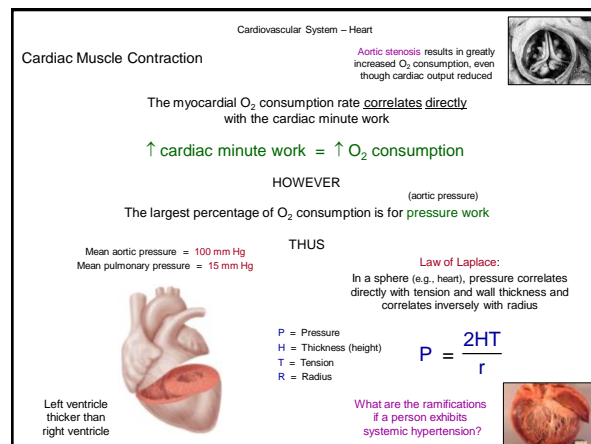 Cardiovascular System – Heart
Cardiac Muscle Contraction
Aortic stenosis results in greatly
increased O₂ consumption, even
though cardiac output reduced
The myocardial O₂ consumption rate correlates directly
with the cardiac minute work
↑ cardiac minute work = ↑ O₂ consumption
HOWEVER
(aortic pressure)
The largest percentage of O₂ consumption is for pressure work
THUS
Mean aortic pressure = 100 mm Hg
Mean pulmonary pressure = 15 mm Hg
Law of Laplace:
In a sphere (e.g., heart), pressure correlates
directly with tension and wall thickness and
correlates inversely with radius
P = Pressure
H = Thickness (height)
T = Tension
R = Radius
P = 2HT / r
Left ventricle
thicker than
right ventricle
What are the ramifications
if a person exhibits
systemic hypertension?